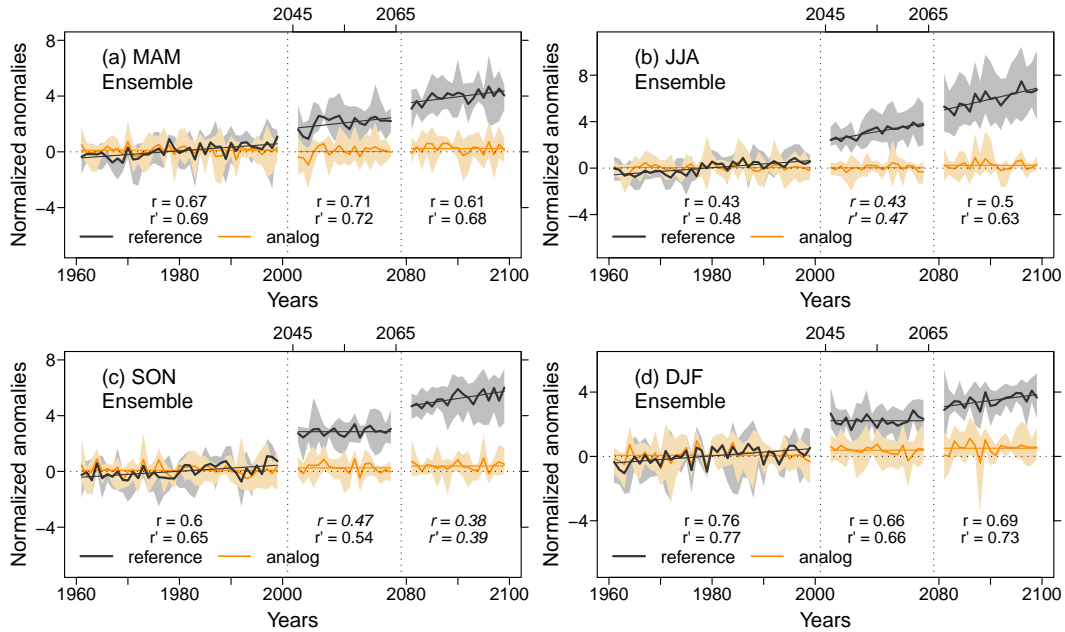 2045 2065
Normalized anomalies
8
4
0
−4
(a) MAM
Ensemble
r = 0.67
r' = 0.69
r = 0.71
r' = 0.72
r = 0.61
r' = 0.68
reference analog
1960 1980 2000 2080 2100
Years
2045 2065
Normalized anomalies
8
4
0
−4
(b) JJA
Ensemble
r = 0.43
r' = 0.48
r = 0.43
r' = 0.47
r = 0.5
r' = 0.63
reference analog
1960 1980 2000 2080 2100
Years
2045 2065
Normalized anomalies
8
4
0
−4
(c) SON
Ensemble
r = 0.6
r' = 0.65
r = 0.47
r' = 0.54
r = 0.38
r' = 0.39
reference analog
1960 1980 2000 2080 2100
Years
2045 2065
Normalized anomalies
4
0
−4
(d) DJF
Ensemble
r = 0.76
r' = 0.77
r = 0.66
r' = 0.66
r = 0.69
r' = 0.73
reference analog
1960 1980 2000 2080 2100
Years